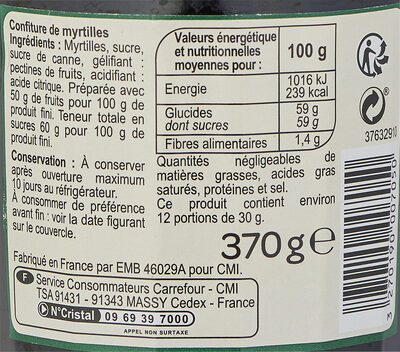 Confiture de myrtilles
Ingrédients : Myrtilles, sucre,
sucre de canne, gélifiant :
pectines de fruits, acidifiant :
acide citrique. Préparée avec
50 g de fruits pour 100 g de
produit fini. Teneur totale en
sucres 60 g pour 100 g de
produit fini.
Conservation : À conserver
après ouverture maximum
10 jours au réfrigérateur.
À consommer de préférence
avant fin : voir la date figurant
sur le couvercle.
Valeurs énergétique
et nutritionnelles
moyennes pour :
100 g
Energie
1016 kJ
239 kcal
Glucides
59 g
dont sucres
59 g
Fibres alimentaires
1,4 g
Quantités négligeables de
matières grasses, acides gras
saturés, protéines et sel.
Ce produit contient environ
12 portions de 30 g.
370 g e
Fabriqué en France par EMB 46029A pour CMI.
F Service Consommateurs Carrefour - CMI
TSA 91431 - 91343 MASSY Cedex - France
N°Cristal 09 69 39 7000
APPEL NON SURTAXE
37632910
3 270190 007050